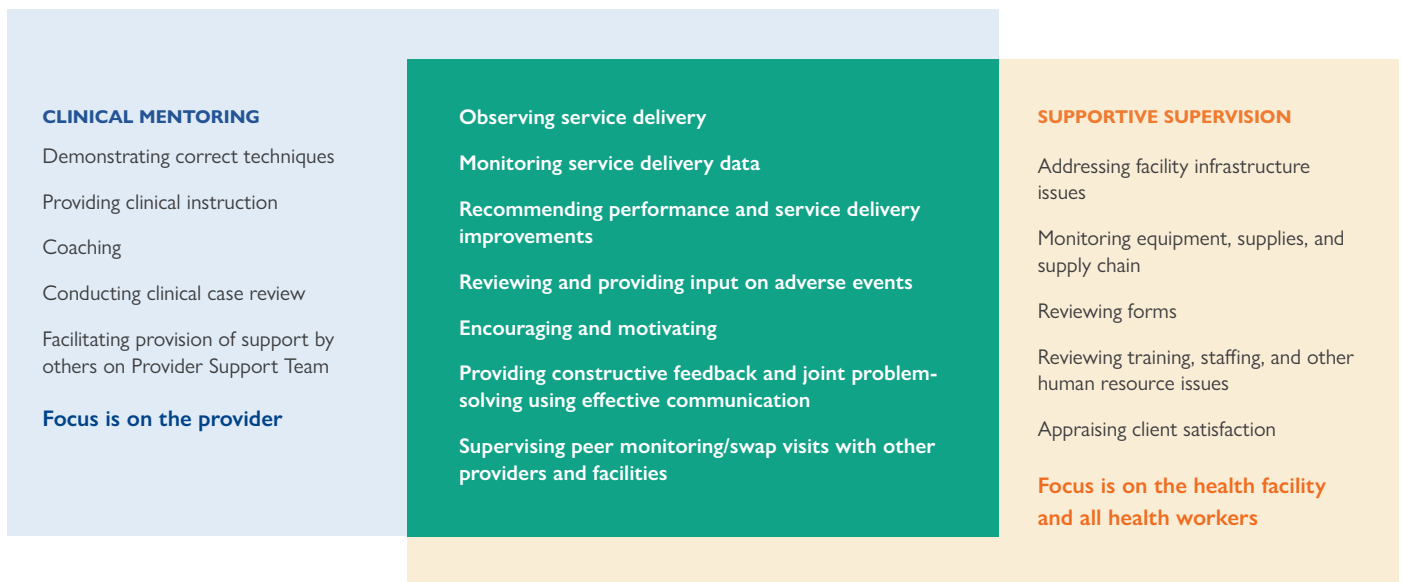 CLINICAL MENTORING
Demonstrating correct techniques
Providing clinical instruction
Coaching
Conducting clinical case review
Facilitating provision of support by
others on Provider Support Team
Focus is on the provider
Observing service delivery
Monitoring service delivery data
Recommending performance and service delivery
improvements
Reviewing and providing input on adverse events
Encouraging and motivating
Providing constructive feedback and joint problem-
solving using effective communication
Supervising peer monitoring/swap visits with other
providers and facilities
SUPPORTIVE SUPERVISION
Addressing facility infrastructure
issues
Monitoring equipment, supplies, and
supply chain
Reviewing forms
Reviewing training, staffing, and other
human resource issues
Appraising client satisfaction
Focus is on the health facility
and all health workers